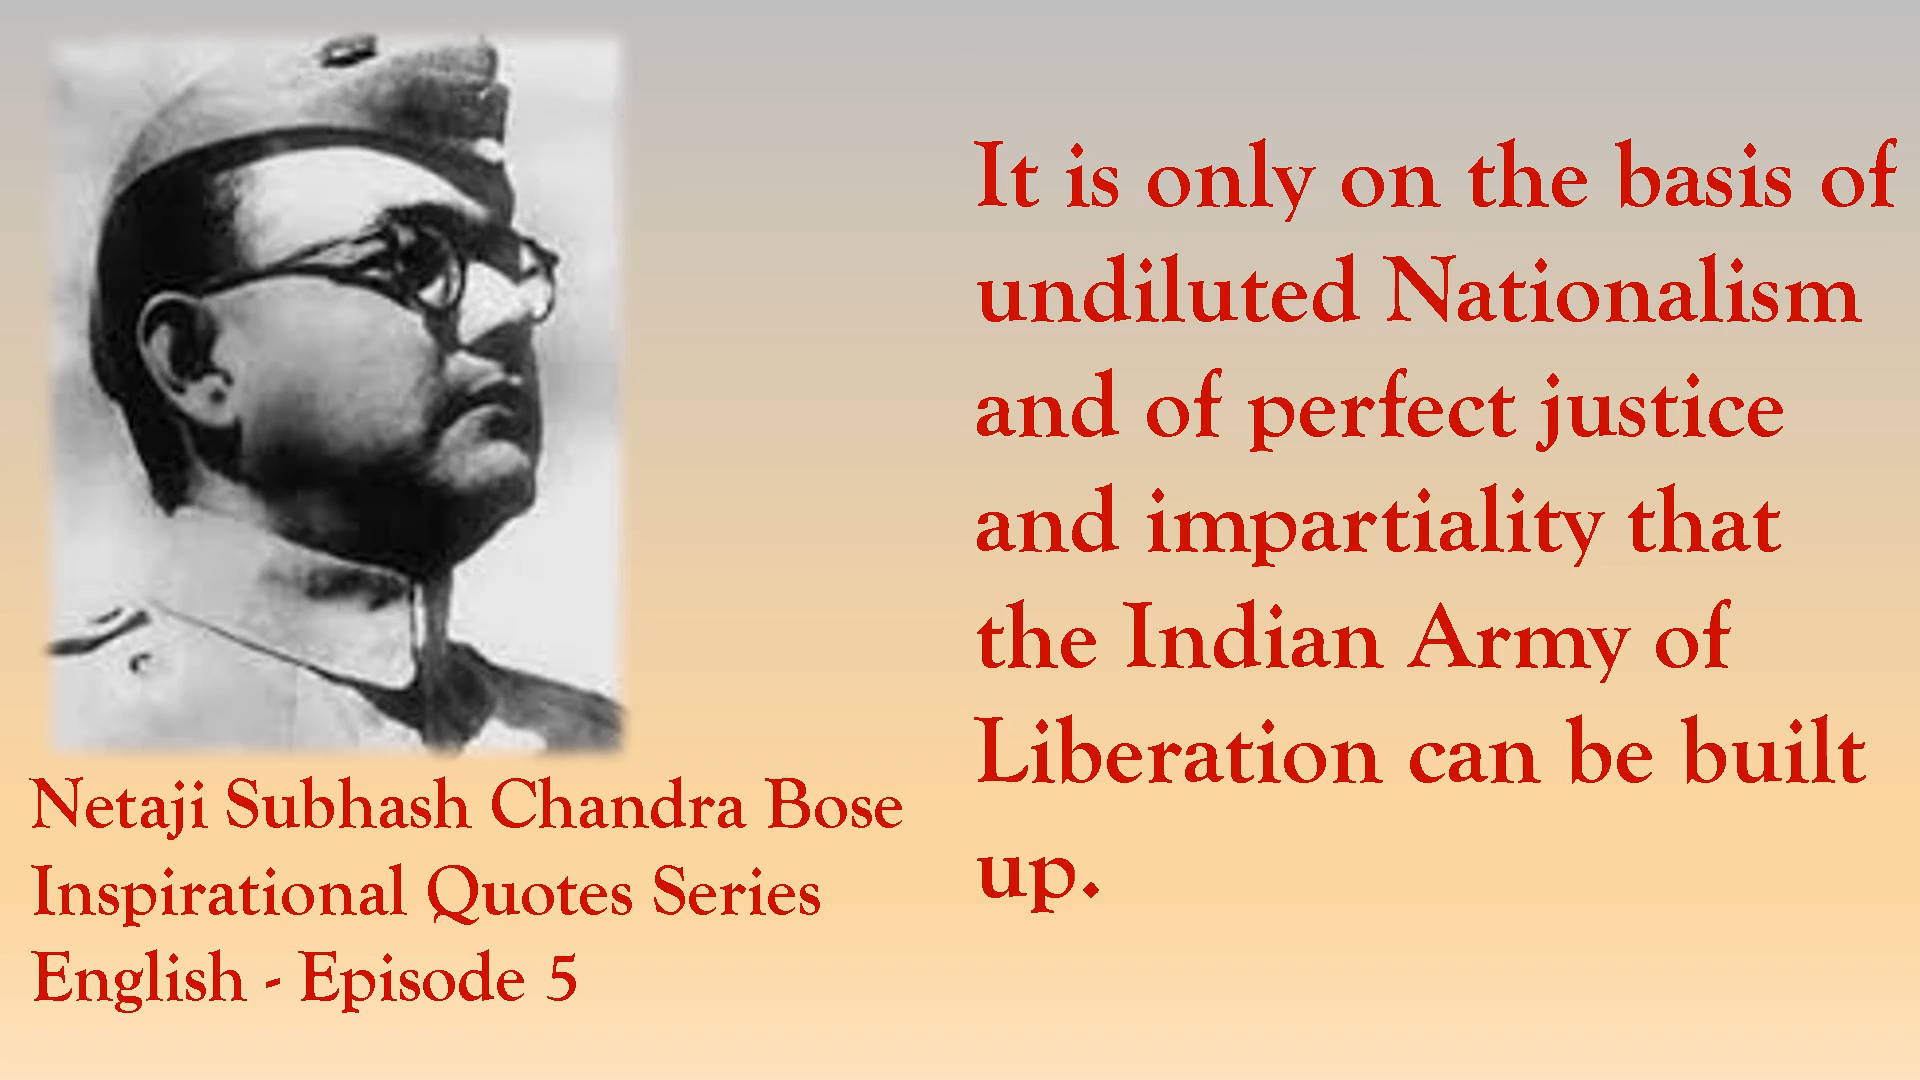 It is only on the basis of
undiluted Nationalism
and of perfect justice
and impartiality that
the Indian Army of
Liberation can be built
up.
Netaji Subhash Chandra Bose
Inspirational Quotes Series
English - Episode 5